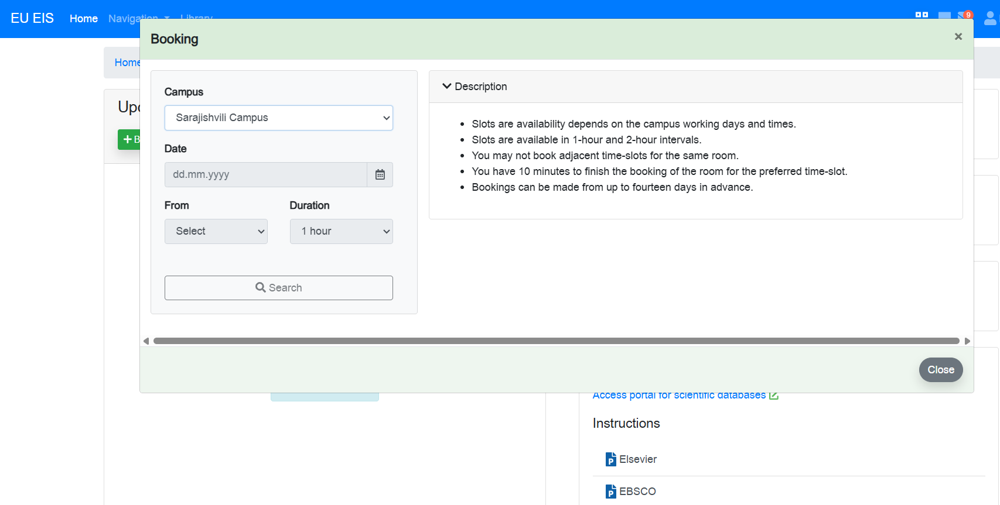 EU EIS Home Navigation Library
9
Booking
×
Home
Campus
Sarajishvili Campus
Date
dd.mm.yyyy
From Duration
Select 1 hour
Search
Description
Slots are availability depends on the campus working days and times.
Slots are available in 1-hour and 2-hour intervals.
You may not book adjacent time-slots for the same room.
You have 10 minutes to finish the booking of the room for the preferred time-slot.
Bookings can be made from up to fourteen days in advance.
Close
Access portal for scientific databases
Instructions
Elsevier
EBSCO